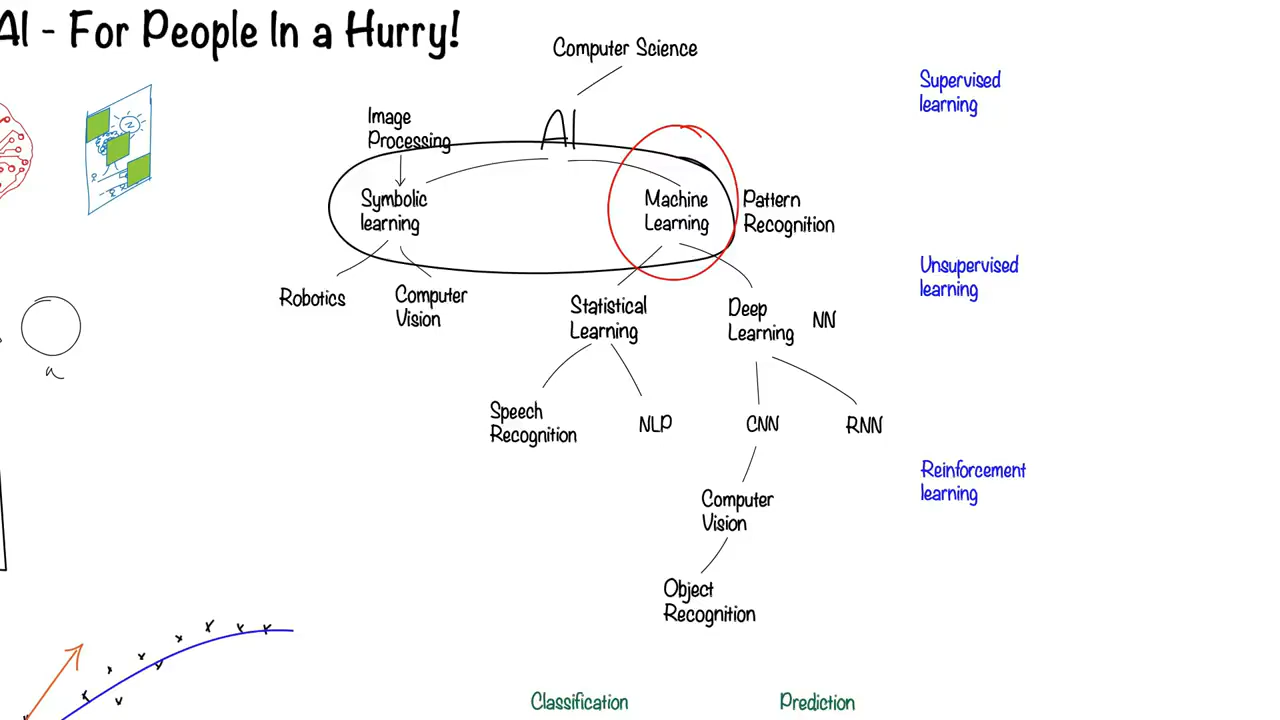 AI - For People In a Hurry!
Computer Science
AI
Image
Processing
Symbolic
learning
Machine
Learning
Pattern
Recognition
Supervised
learning
Robotics
Computer
Vision
Statistical
Learning
Deep
Learning
NN
Unsupervised
learning
Speech
Recognition
NLP
CNN
RNN
Computer
Vision
Reinforcement
learning
Object
Recognition
Classification
Prediction